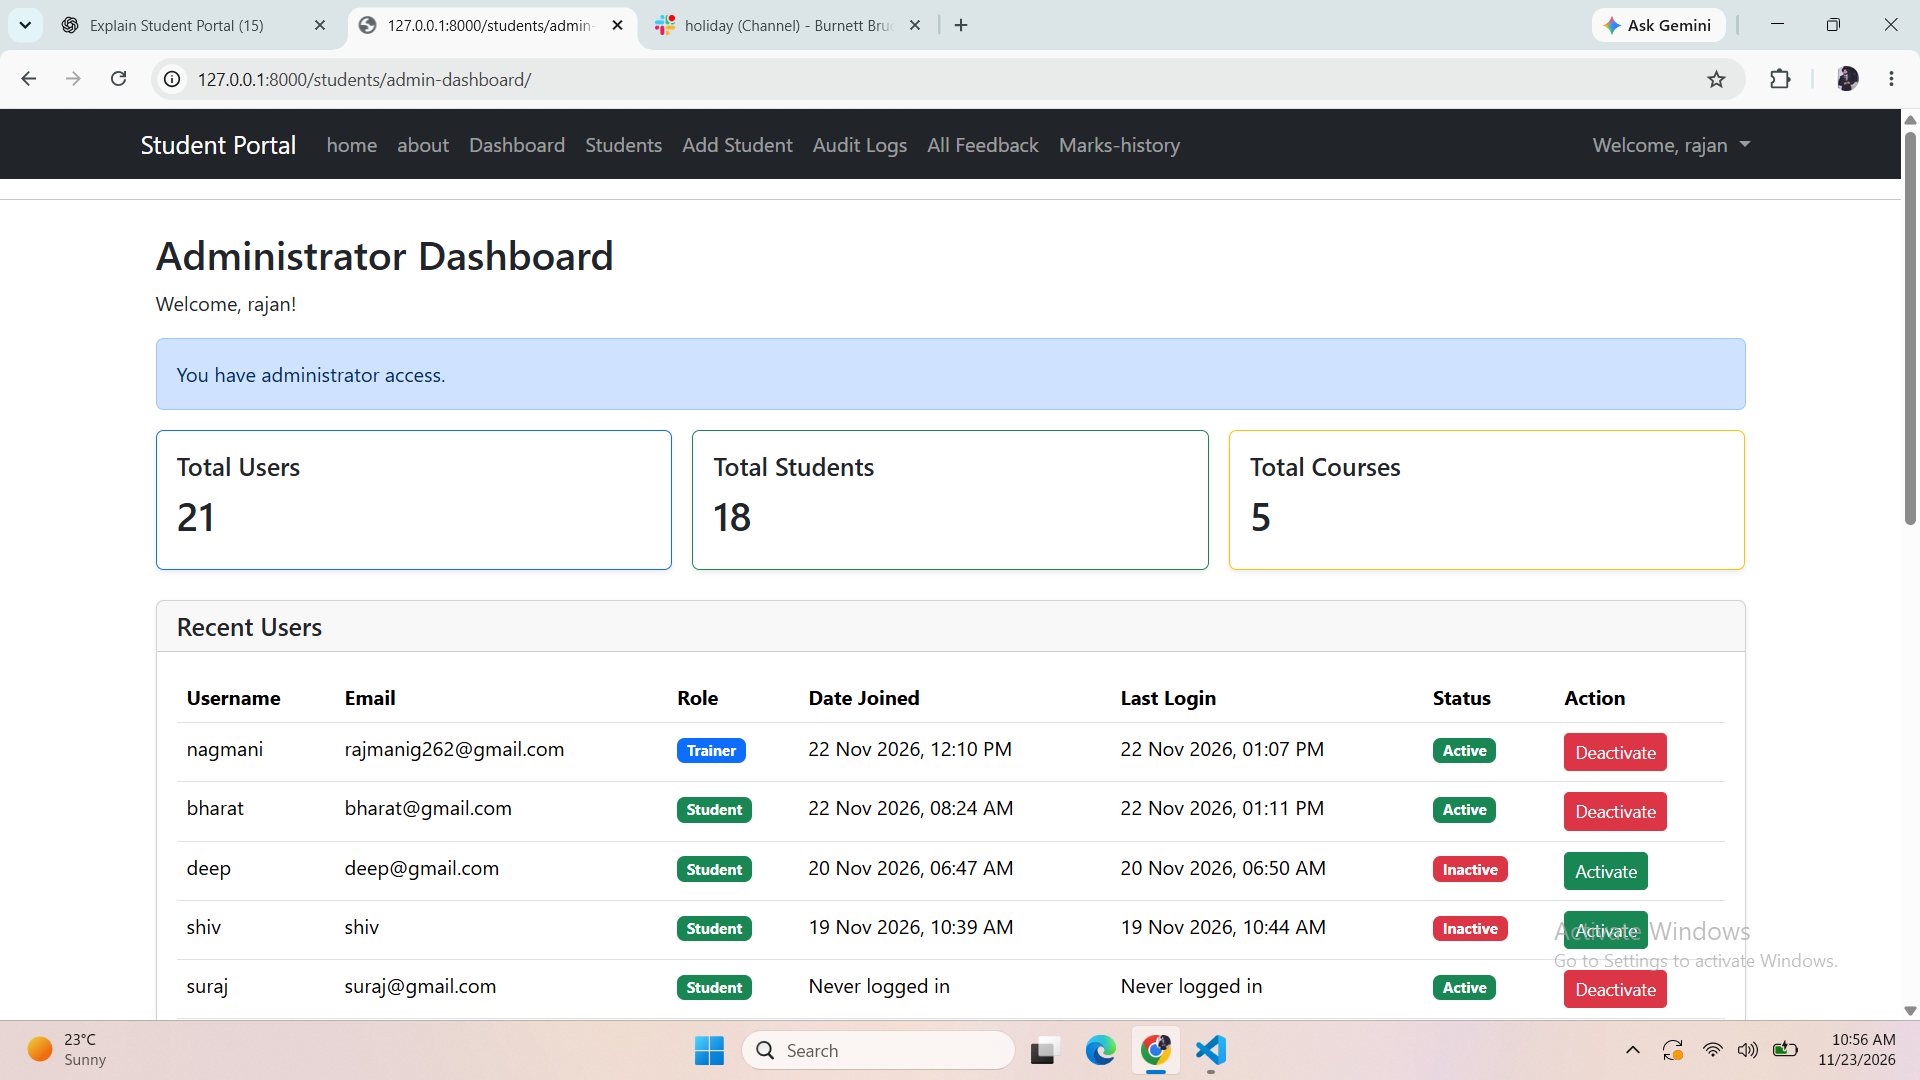 Explain Student Portal (15)
127.0.0.1:8000/students/admin-
holiday (Channel) - Burnett Bru
Ask Gemini
127.0.0.1:8000/students/admin-dashboard/
Student Portal home about Dashboard Students Add Student Audit Logs All Feedback Marks-history Welcome, rajan
Administrator Dashboard
Welcome, rajan!
You have administrator access.
Total Users
21
Total Students
18
Total Courses
5
Recent Users
Username Email Role Date Joined Last Login Status Action
nagmani rajmanig262@gmail.com Trainer 22 Nov 2026, 12:10 PM 22 Nov 2026, 01:07 PM Active Deactivate
bharat bharat@gmail.com Student 22 Nov 2026, 08:24 AM 22 Nov 2026, 01:11 PM Active Deactivate
deep deep@gmail.com Student 20 Nov 2026, 06:47 AM 20 Nov 2026, 06:50 AM Inactive Activate
shiv shiv Student 19 Nov 2026, 10:39 AM 19 Nov 2026, 10:44 AM Inactive Activate
suraj suraj@gmail.com Student Never logged in Never logged in Active Deactivate
Activate Windows
Go to Settings to activate Windows.
23°C
Sunny
Search
10:56 AM
11/23/2026